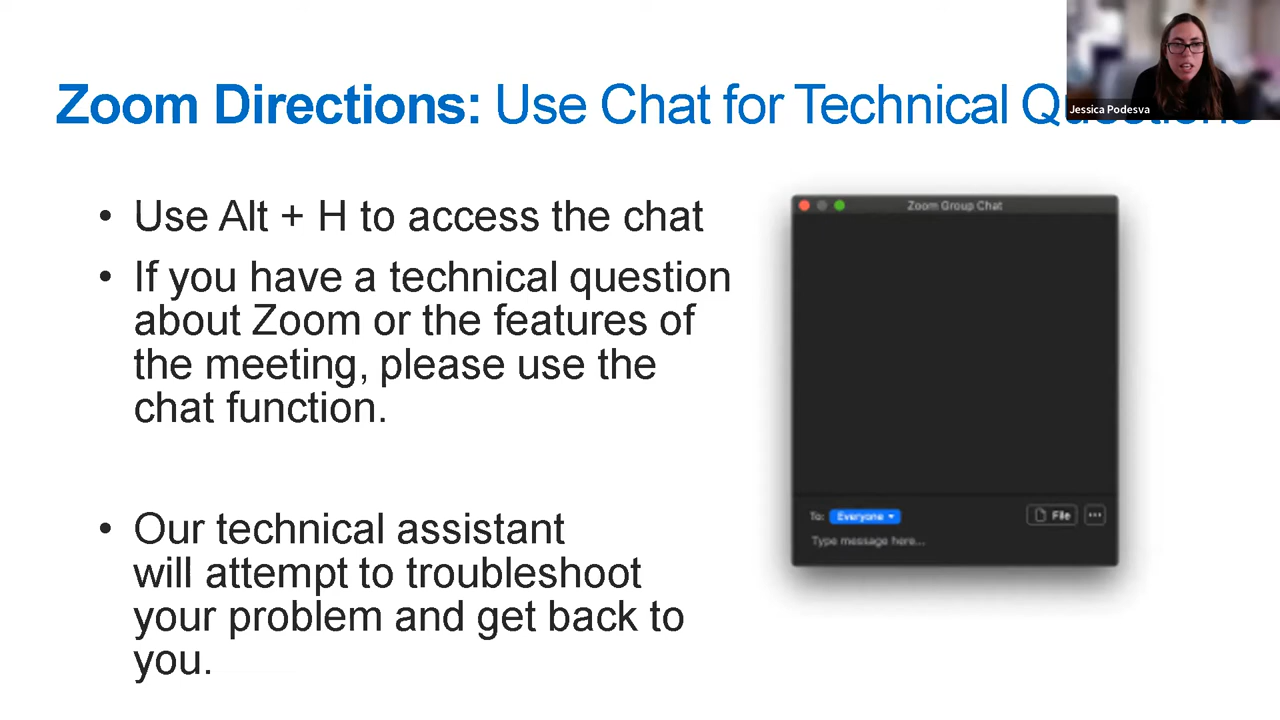 Zoom Directions: Use Chat for Technical Questions
Jessica Podesva
• Use Alt + H to access the chat
• If you have a technical question
about Zoom or the features of
the meeting, please use the
chat function.
• Our technical assistant
will attempt to troubleshoot
your problem and get back to
you.
Zoom Group Chat
To: Everyone
File
Type message here...